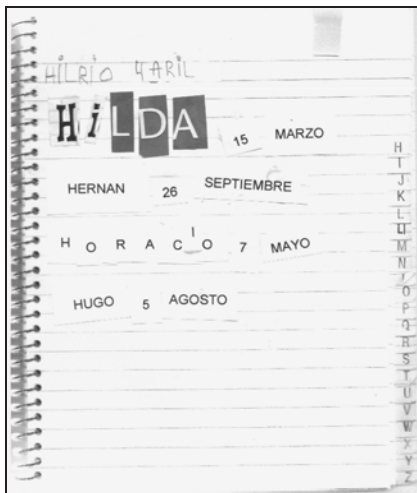 HILRIO 4ARIL
HiLDA 15 MARZO
HERNAN 26 SEPTIEMBRE
HORACIO 7 MAYO
HUGO 5 AGOSTO
H
I
J
K
L
LL
M
N
O
P
Q
R
S
T
U
V
W
X
Y
Z